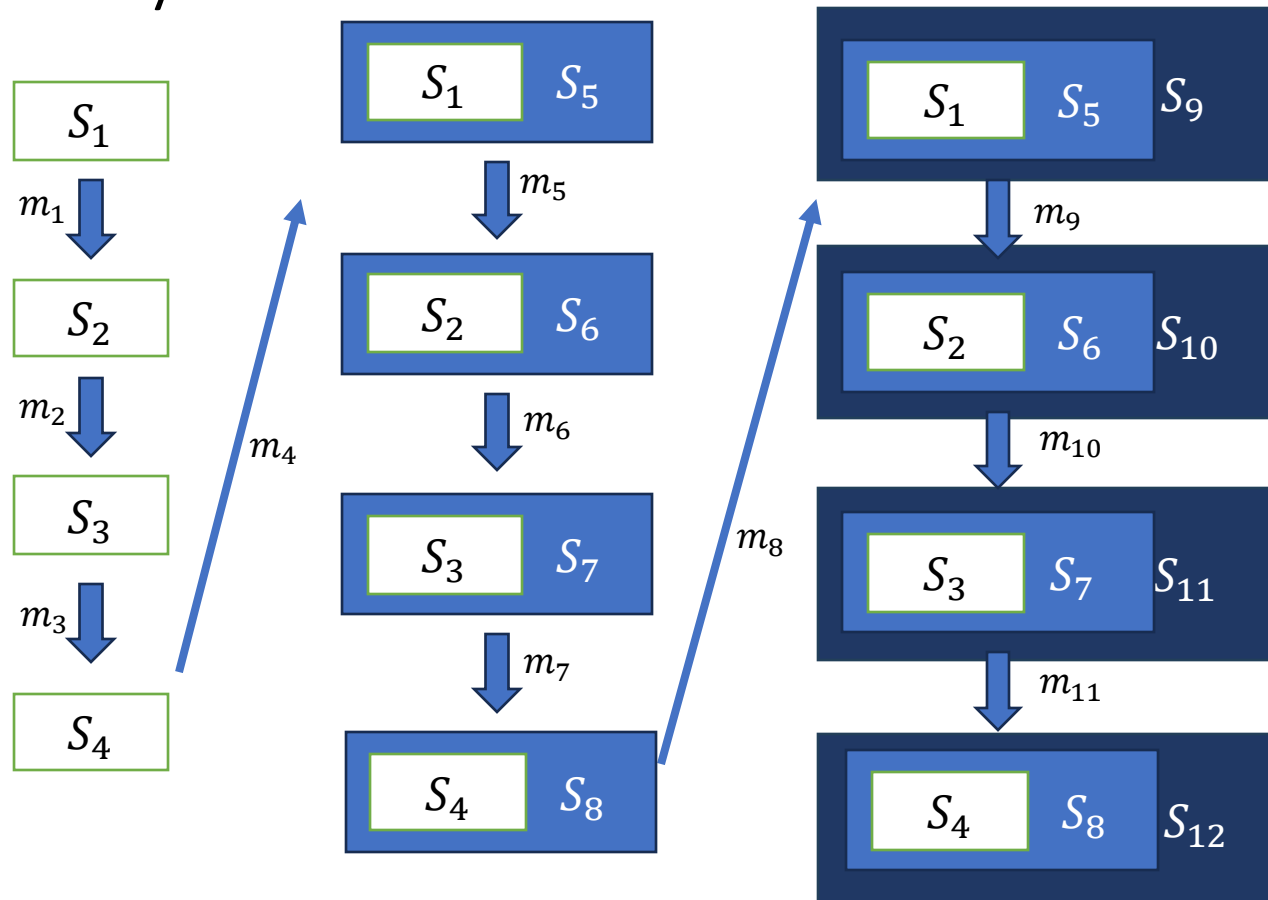 S₁
m₁
S₂
m₂
S₃
m₃
S₄
m₄
S₁ S₅
m₅
S₂ S₆
m₆
S₃ S₇
m₇
S₄ S₈
m₈
S₁ S₅ S₉
m₉
S₂ S₆ S₁₀
m₁₀
S₃ S₇ S₁₁
m₁₁
S₄ S₈ S₁₂